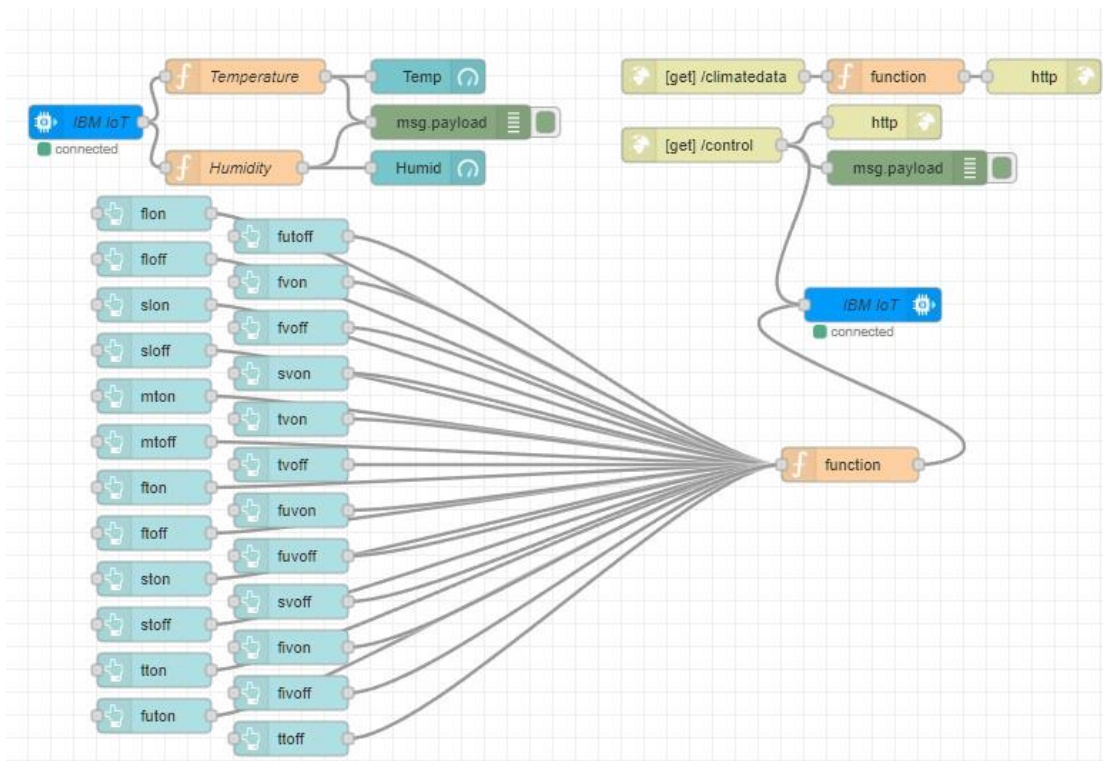 Temperature
Temp
IBM IoT
connected
msg.payload
Humidity
Humid
[get] /climatedata
function
http
[get] /control
http
msg.payload
IBM IoT
connected
function
flon
floff
slon
sloff
mton
mtoff
fton
ftoff
ston
stoff
tton
futon
futoff
fvon
fvoff
svon
tvon
tvoff
fuvon
fuvoff
svoff
fivon
fivoff
ttoff